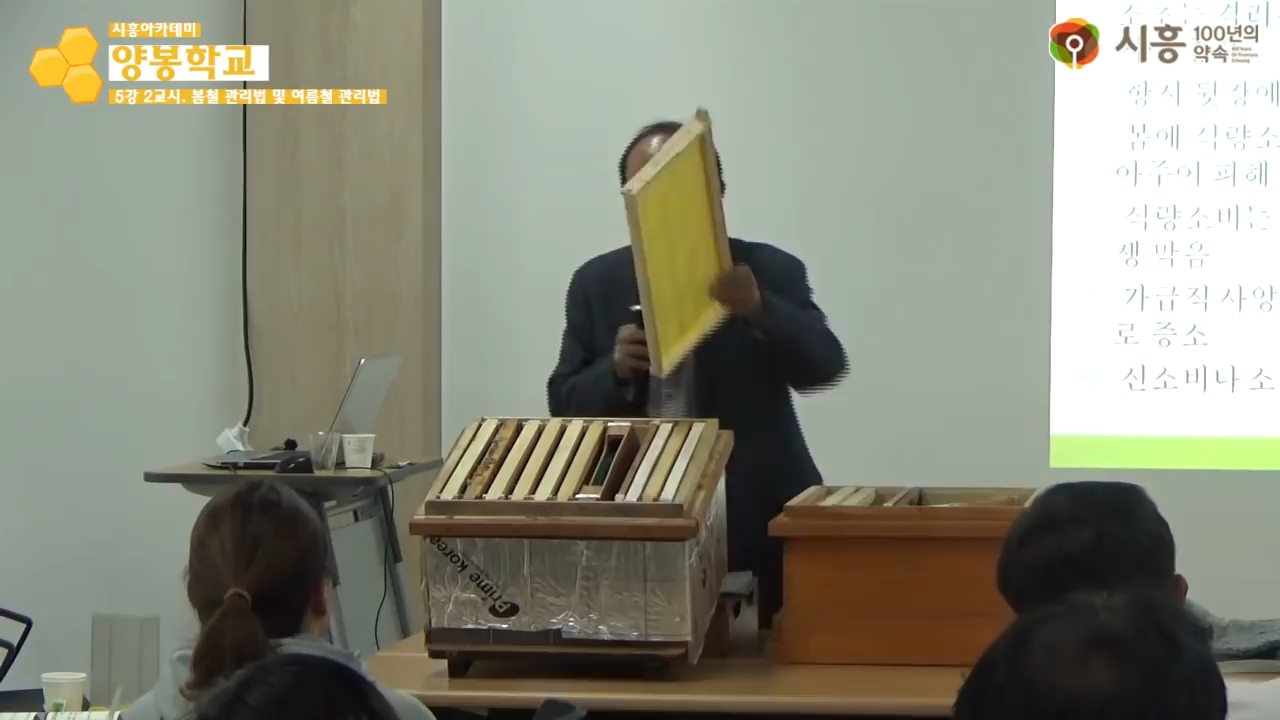 시흥아카데미
양봉학교
5강 2교시. 봄철 관리법 및 여름철 관리법
시흥 100년의 약속
항시 뒷장에
봄에 식량소
아주어 피해
식량소비는
생 막음
가급적 사양
로 증소
신소비나 소
Prime korea